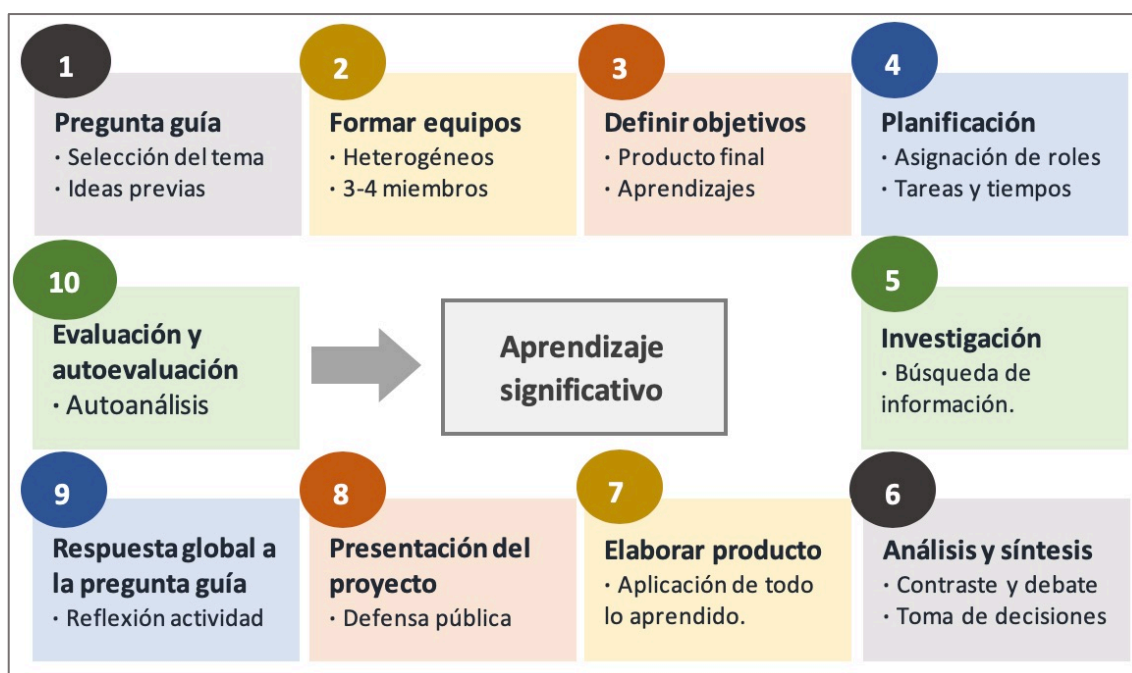 1
Pregunta guía
· Selección del tema
· Ideas previas
2
Formar equipos
· Heterogéneos
· 3-4 miembros
3
Definir objetivos
· Producto final
· Aprendizajes
4
Planificación
· Asignación de roles
· Tareas y tiempos
5
Investigación
· Búsqueda de
información.
6
Análisis y síntesis
· Contraste y debate
· Toma de decisiones
7
Elaborar producto
· Aplicación de todo
lo aprendido.
8
Presentación del
proyecto
· Defensa pública
9
Respuesta global a
la pregunta guía
· Reflexión actividad
10
Evaluación y
autoevaluación
· Autoanálisis
Aprendizaje
significativo